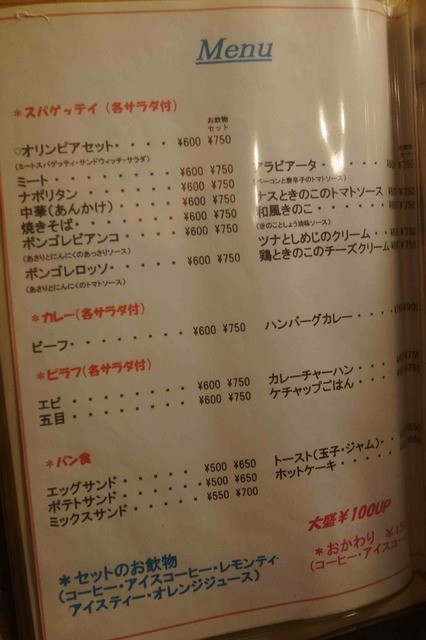 Menu
*スパゲッティ(各サラダ付)
お飲物
セット
♡オリンピアセット・・・・ ¥600 ¥750
(ミートスパゲッティ・サンドウィッチ・サラダ)
ミート・・・・・・・・・ ¥600 ¥750
ナポリタン・・・・・・・ ¥600 ¥750
中華(あんかけ)・・・・ ¥600 ¥750
焼きそば・・・・・・・・ ¥600 ¥750
ボンゴレビアンコ・・・・ ¥600 ¥750
(あさりとにんにくのあっさりソース)
ボンゴレロッソ・・・・・ ¥600 ¥750
(あさりとにんにくのトマトソース)
アラビアータ・・・・
(ベーコンと唐辛子のトマトソース)
ナスときのこのトマトソース
和風きのこ・・・・・
(きのことしょう油味ソース)
ツナとしめじのクリーム・・
鶏ときのこのチーズクリーム
*カレー(各サラダ付)
ビーフ・・・・・・・・ ¥600 ¥750
ハンバーグカレー・・・・
*ピラフ(各サラダ付)
エビ・・・・・・・・ ¥600 ¥750
五目・・・・・・・・ ¥600 ¥750
カレーチャーハン・・・・
ケチャップごはん・・・・
*パン食
エッグサンド・・・・・ ¥500 ¥650
ポテトサンド・・・・・ ¥500 ¥650
ミックスサンド・・・・ ¥550 ¥700
トースト(玉子・ジャム)・・
ホットケーキ・・・・・
大盛¥100UP
*おかわり
(コーヒー・アイスコー
*セットのお飲物
(コーヒー・アイスコーヒー・レモンティ・
アイスティー・オレンジジュース)